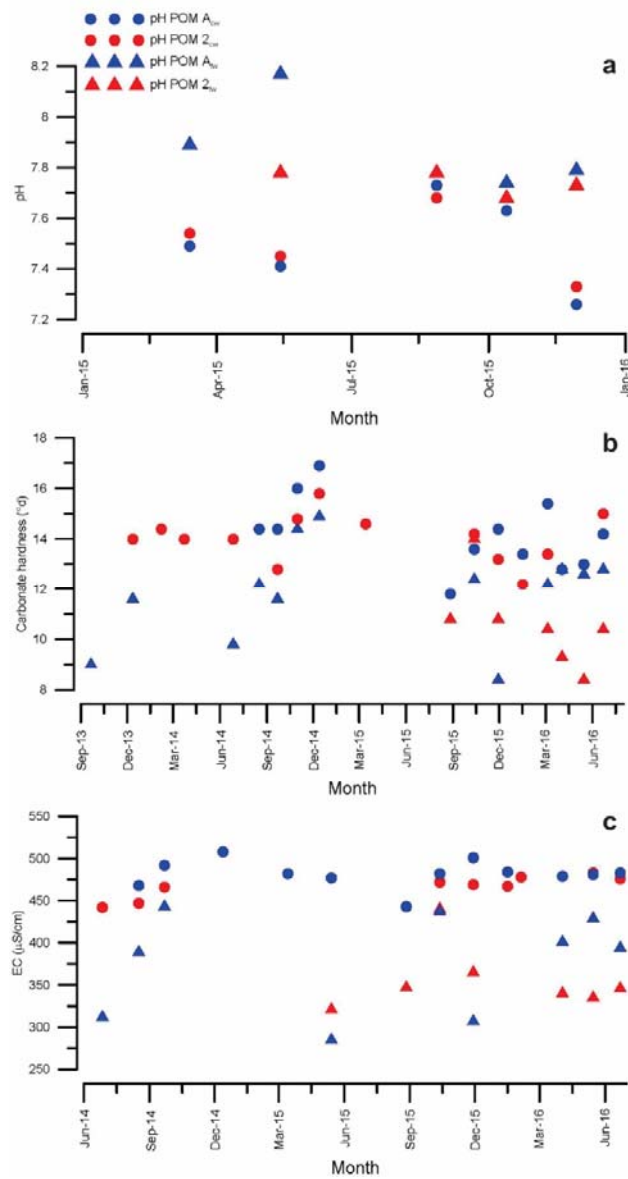 pH POM A_cw
pH POM 2_cw
pH POM A_fw
pH POM 2_fw
a
8.2
8
7.8
7.6
7.4
7.2
pH
Jan-15
Apr-15
Jul-15
Oct-15
Jan-16
Month
b
18
16
14
12
10
8
Carbonate hardness (°d)
Sep-13
Dec-13
Mar-14
Jun-14
Sep-14
Dec-14
Mar-15
Jun-15
Sep-15
Dec-15
Mar-16
Jun-16
Month
c
550
500
450
400
350
300
250
EC (µS/cm)
Jun-14
Sep-14
Dec-14
Mar-15
Jun-15
Sep-15
Dec-15
Mar-16
Jun-16
Month